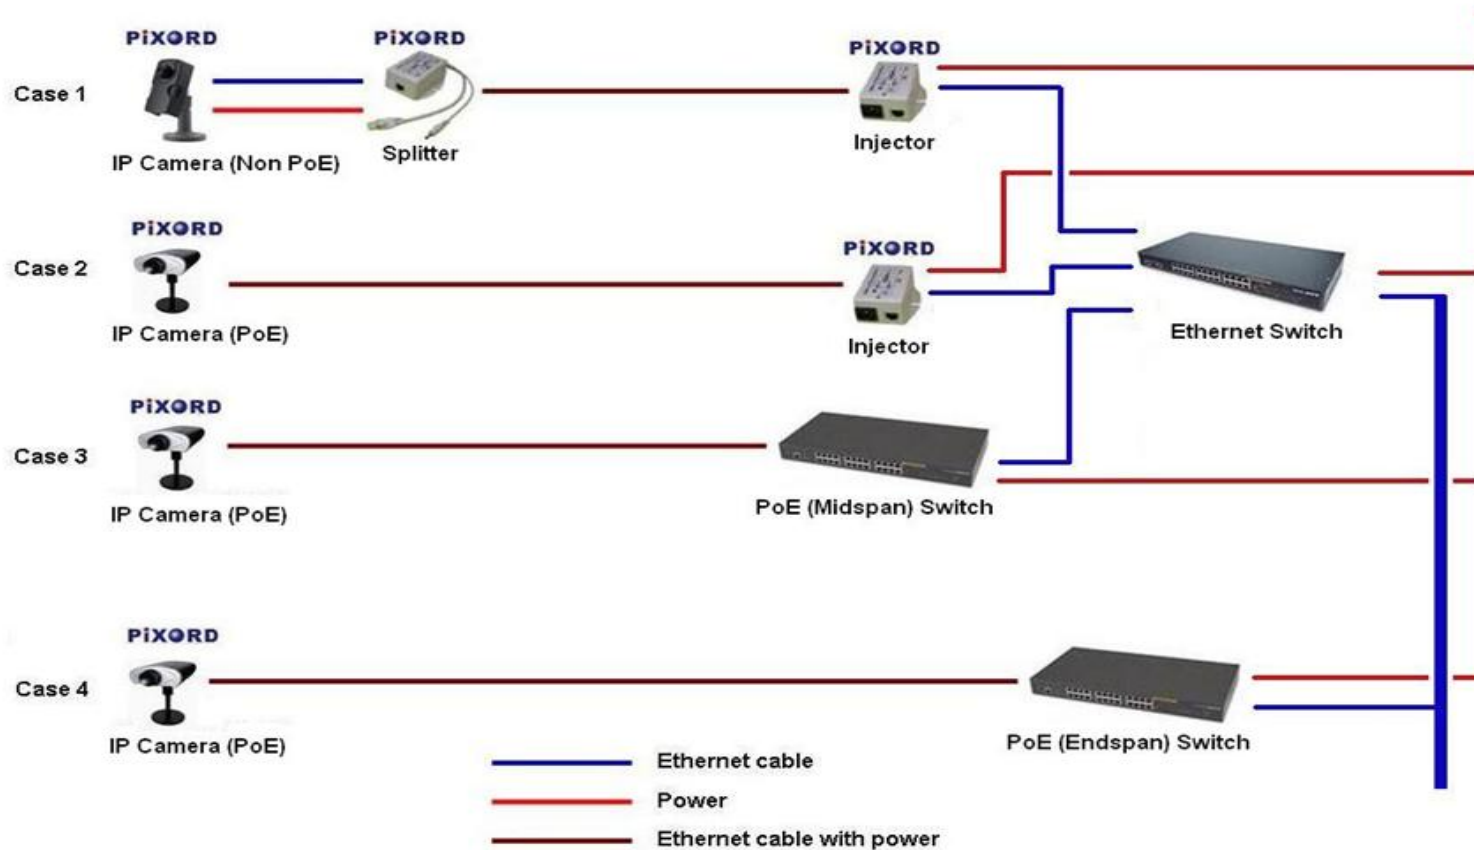 PiXORD
PiXORD
PiXORD
Case 1
IP Camera (Non PoE)
Splitter
Injector
PiXORD
PiXORD
Case 2
IP Camera (PoE)
Injector
Ethernet Switch
PiXORD
Case 3
IP Camera (PoE)
PoE (Midspan) Switch
PiXORD
Case 4
IP Camera (PoE)
PoE (Endspan) Switch
Ethernet cable
Power
Ethernet cable with power